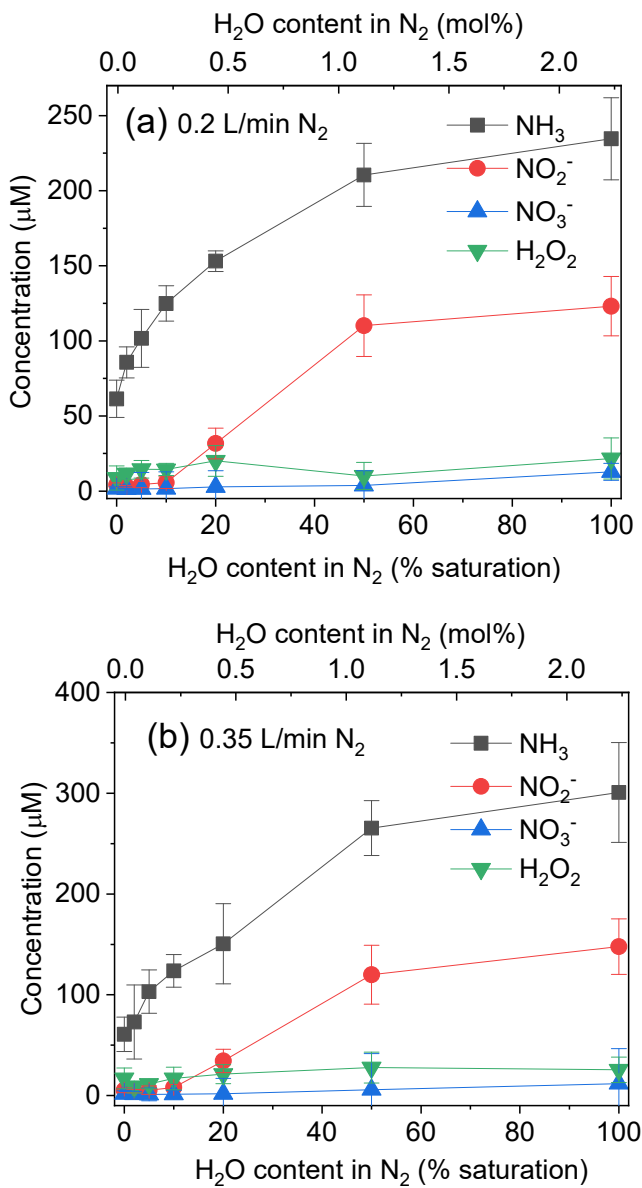 H₂O content in N₂ (mol%)
0.0 0.5 1.0 1.5 2.0
(a) 0.2 L/min N₂
NH₃
NO₂⁻
NO₃⁻
H₂O₂
250
200
150
100
50
0
Concentration (μM)
0 20 40 60 80 100
H₂O content in N₂ (% saturation)
H₂O content in N₂ (mol%)
0.0 0.5 1.0 1.5 2.0
(b) 0.35 L/min N₂
NH₃
NO₂⁻
NO₃⁻
H₂O₂
400
300
200
100
0
Concentration (μM)
0 20 40 60 80 100
H₂O content in N₂ (% saturation)